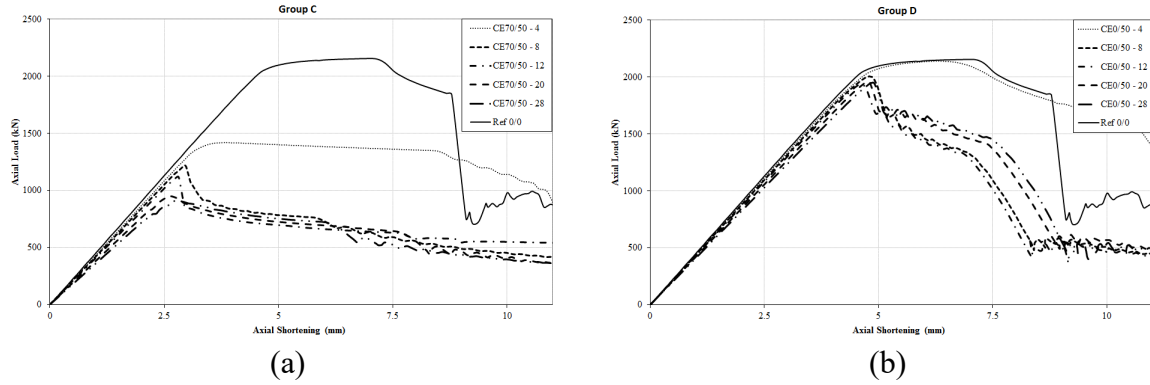 Group C
2500
2000
1500
1000
500
0
Axial Load (kN)
0
2.5
5
7.5
10
Axial Shortening (mm)
CE70/50 - 4
CE70/50 - 8
CE70/50 - 12
CE70/50 - 20
CE70/50 - 28
Ref 0/0
(a)
Group D
2500
2000
1500
1000
500
0
Axial Load (kN)
0
2.5
5
7.5
10
Axial Shortening (mm)
CE0/50 - 4
CE0/50 - 8
CE0/50 - 12
CE0/50 - 20
CE0/50 - 28
Ref 0/0
(b)